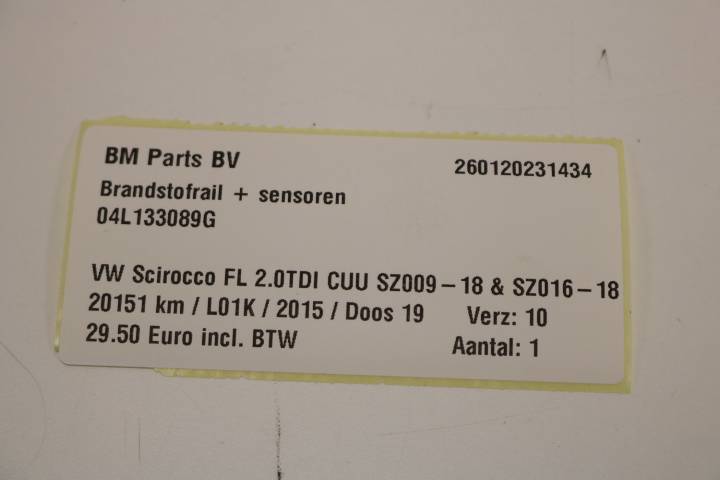 BM Parts BV 260120231434
Brandstofrail + sensoren
04L133089G
VW Scirocco FL 2.0TDI CUU SZ009-18 & SZ016-18
20151 km / L01K / 2015 / Doos 19 Verz: 10
29.50 Euro incl. BTW Aantal: 1